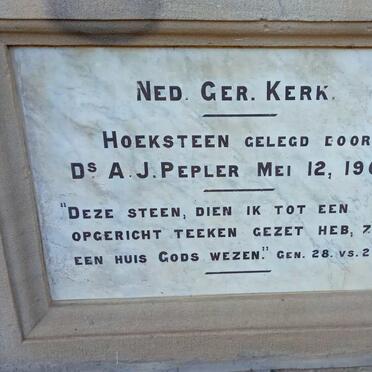 NED. GER. KERK.
HOEKSTEEN GELEGD DOOR
DS A.J. PEPLER MEI 12,
"DEZE STEEN, DIEN IK TOT EEN
OPGERICHT TEEKEN GEZET HEB,
EEN HUIS GODS WEZEN." GEN. 28. VS.